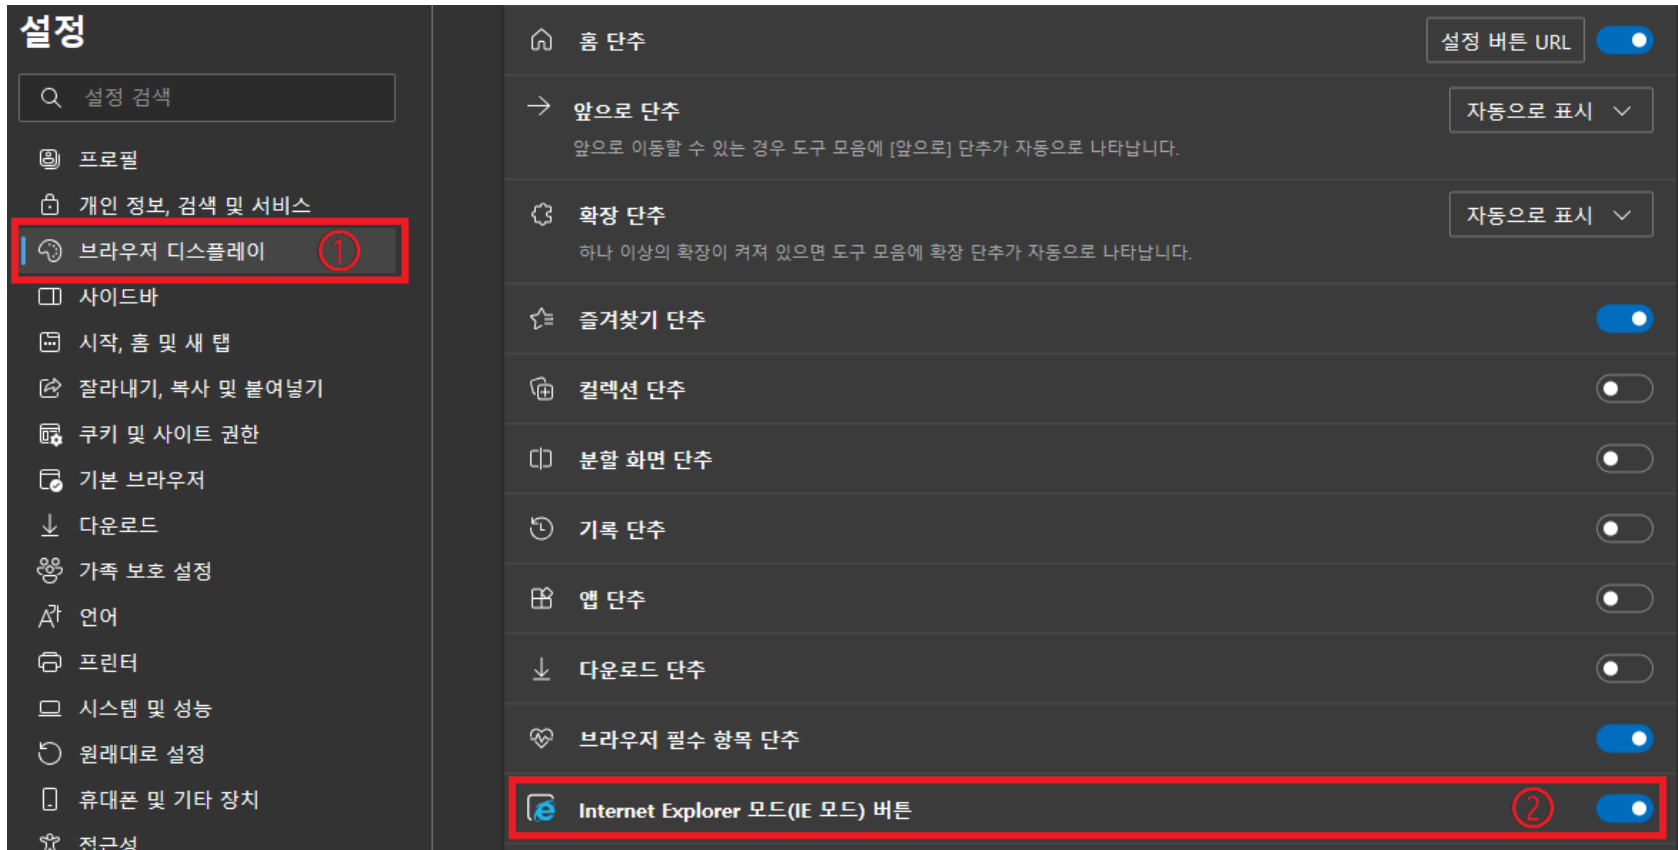 설정
설정 검색
프로필
개인 정보, 검색 및 서비스
브라우저 디스플레이 ①
사이드바
시작, 홈 및 새 탭
잘라내기, 복사 및 붙여넣기
쿠키 및 사이트 권한
기본 브라우저
다운로드
가족 보호 설정
언어
프린터
시스템 및 성능
원래대로 설정
휴대폰 및 기타 장치
접근성
홈 단추 설정 버튼 URL
앞으로 단추 자동으로 표시
앞으로 이동할 수 있는 경우 도구 모음에 [앞으로] 단추가 자동으로 나타납니다.
확장 단추 자동으로 표시
하나 이상의 확장이 켜져 있으면 도구 모음에 확장 단추가 자동으로 나타납니다.
즐겨찾기 단추
컬렉션 단추
분할 화면 단추
기록 단추
앱 단추
다운로드 단추
브라우저 필수 항목 단추
Internet Explorer 모드(IE 모드) 버튼 ②